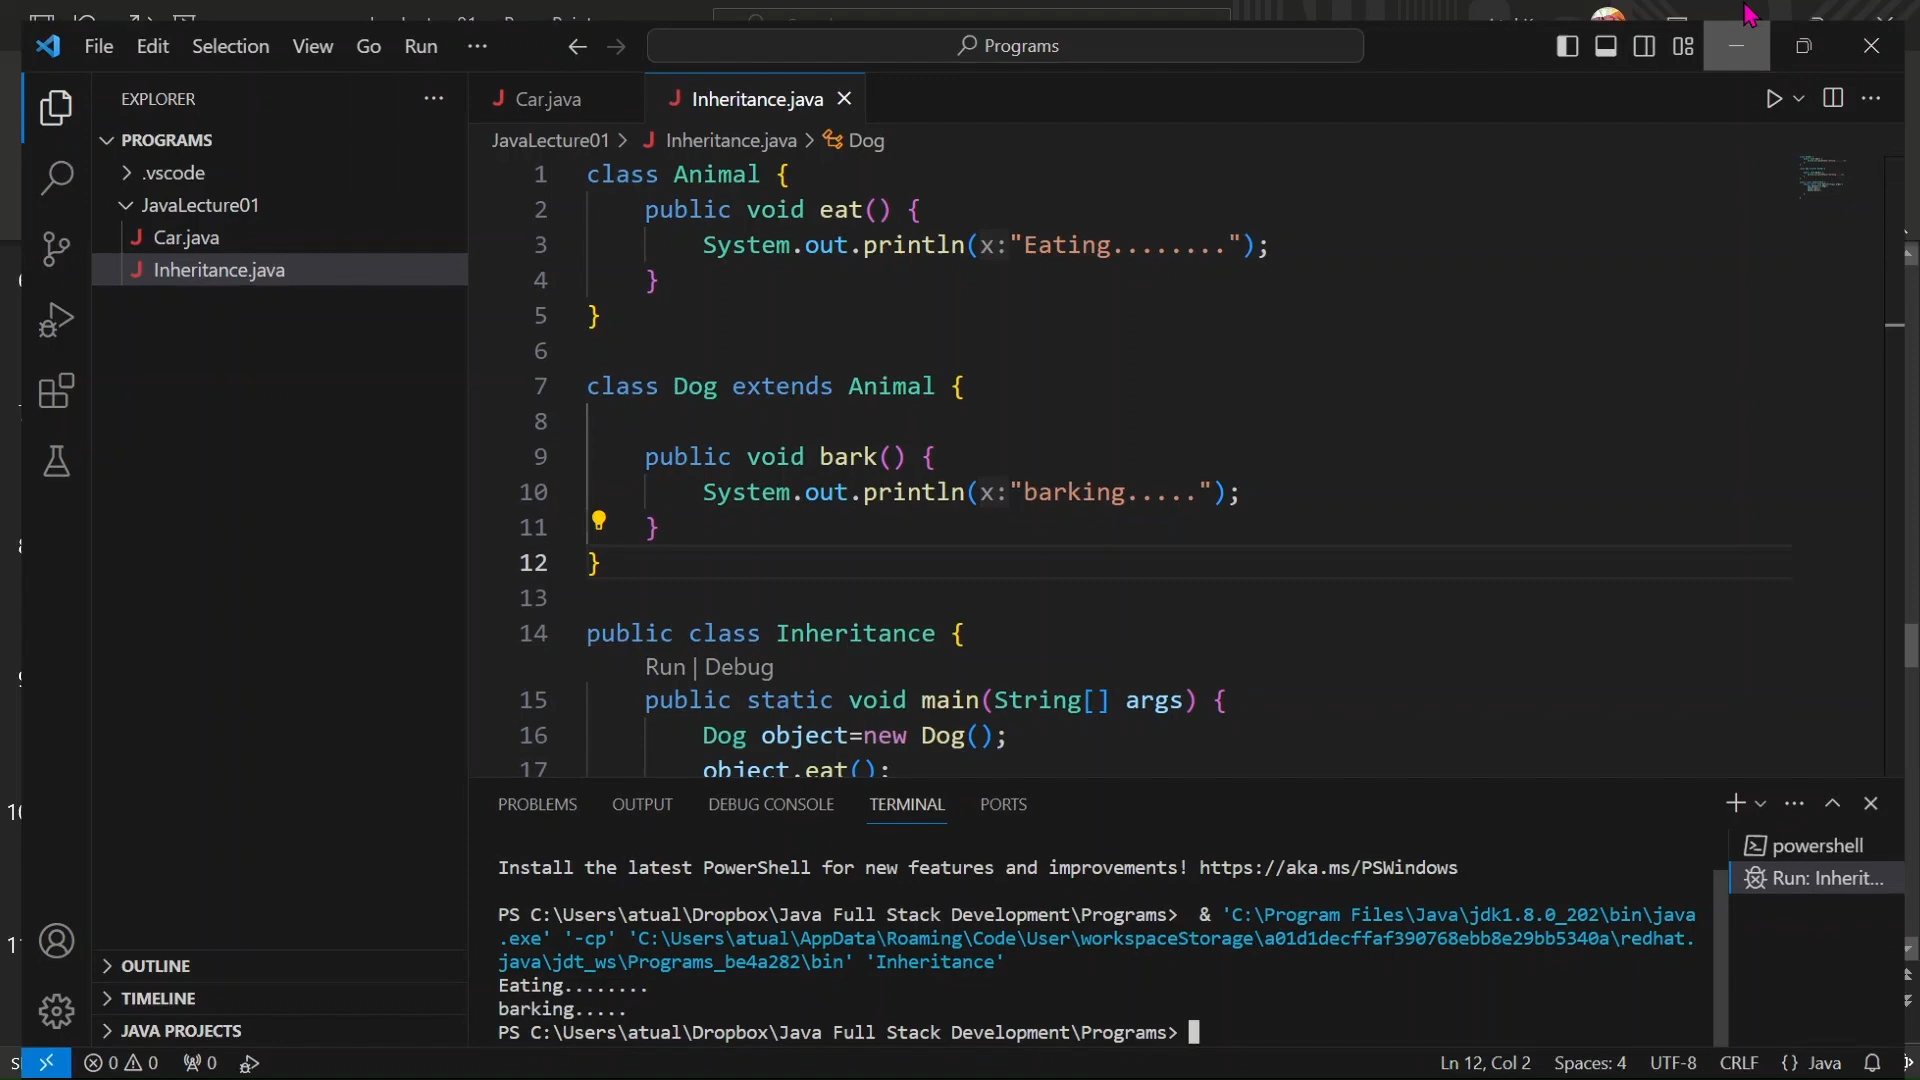 File Edit Selection View Go Run
Programs
EXPLORER
PROGRAMS
.vscode
JavaLecture01
Car.java
Inheritance.java
OUTLINE
TIMELINE
JAVA PROJECTS
Car.java
Inheritance.java
JavaLecture01 > Inheritance.java > Dog
1 class Animal {
2 public void eat() {
3 System.out.println(x:"Eating........");
4 }
5 }
6
7 class Dog extends Animal {
8
9 public void bark() {
10 System.out.println(x:"barking.....");
11 }
12 }
13
14 public class Inheritance {
Run | Debug
15 public static void main(String[] args) {
16 Dog object=new Dog();
17 object.eat();
PROBLEMS OUTPUT DEBUG CONSOLE TERMINAL PORTS
Install the latest PowerShell for new features and improvements! https://aka.ms/PSWindows
PS C:\Users\atual\Dropbox\Java Full Stack Development\Programs> & 'C:\Program Files\Java\jdk1.8.0_202\bin\java
.exe' '-cp' 'C:\Users\atual\AppData\Roaming\Code\User\workspaceStorage\a01d1decffaf390768ebb8e29bb5340a\redhat.
java\jdt_ws\Programs_be4a282\bin' 'Inheritance'
Eating........
barking.....
PS C:\Users\atual\Dropbox\Java Full Stack Development\Programs>
powershell
Run: Inherit...
0 0 0
Ln 12, Col 2 Spaces: 4 UTF-8 CRLF {} Java